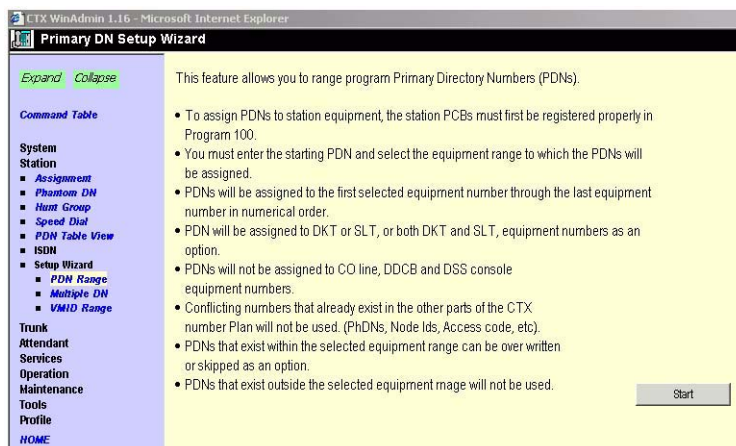 CTX WinAdmin 1.16 - Microsoft Internet Explorer
Primary DN Setup Wizard
Expand Collapse
Command Table
System
Station
Assignment
Phantom DN
Hunt Group
Speed Dial
PDN Table View
ISDN
Setup Wizard
PDN Range
Multiple DN
VMID Range
Trunk
Attendant
Services
Operation
Maintenance
Tools
Profile
HOME
This feature allows you to range program Primary Directory Numbers (PDNs).
• To assign PDNs to station equipment, the station PCBs must first be registered properly in
Program 100.
• You must enter the starting PDN and select the equipment range to which the PDNs will
be assigned.
• PDNs will be assigned to the first selected equipment number through the last equipment
number in numerical order.
• PDN will be assigned to DKT or SLT, or both DKT and SLT, equipment numbers as an
option.
• PDNs will not be assigned to CO line, DDCB and DSS console
equipment numbers.
• Conflicting numbers that already exist in the other parts of the CTX
number Plan will not be used. (PhDNs, Node Ids, Access code, etc).
• PDNs that exist within the selected equipment range can be over written
or skipped as an option.
• PDNs that exist outside the selected equipment rnage will not be used.
Start